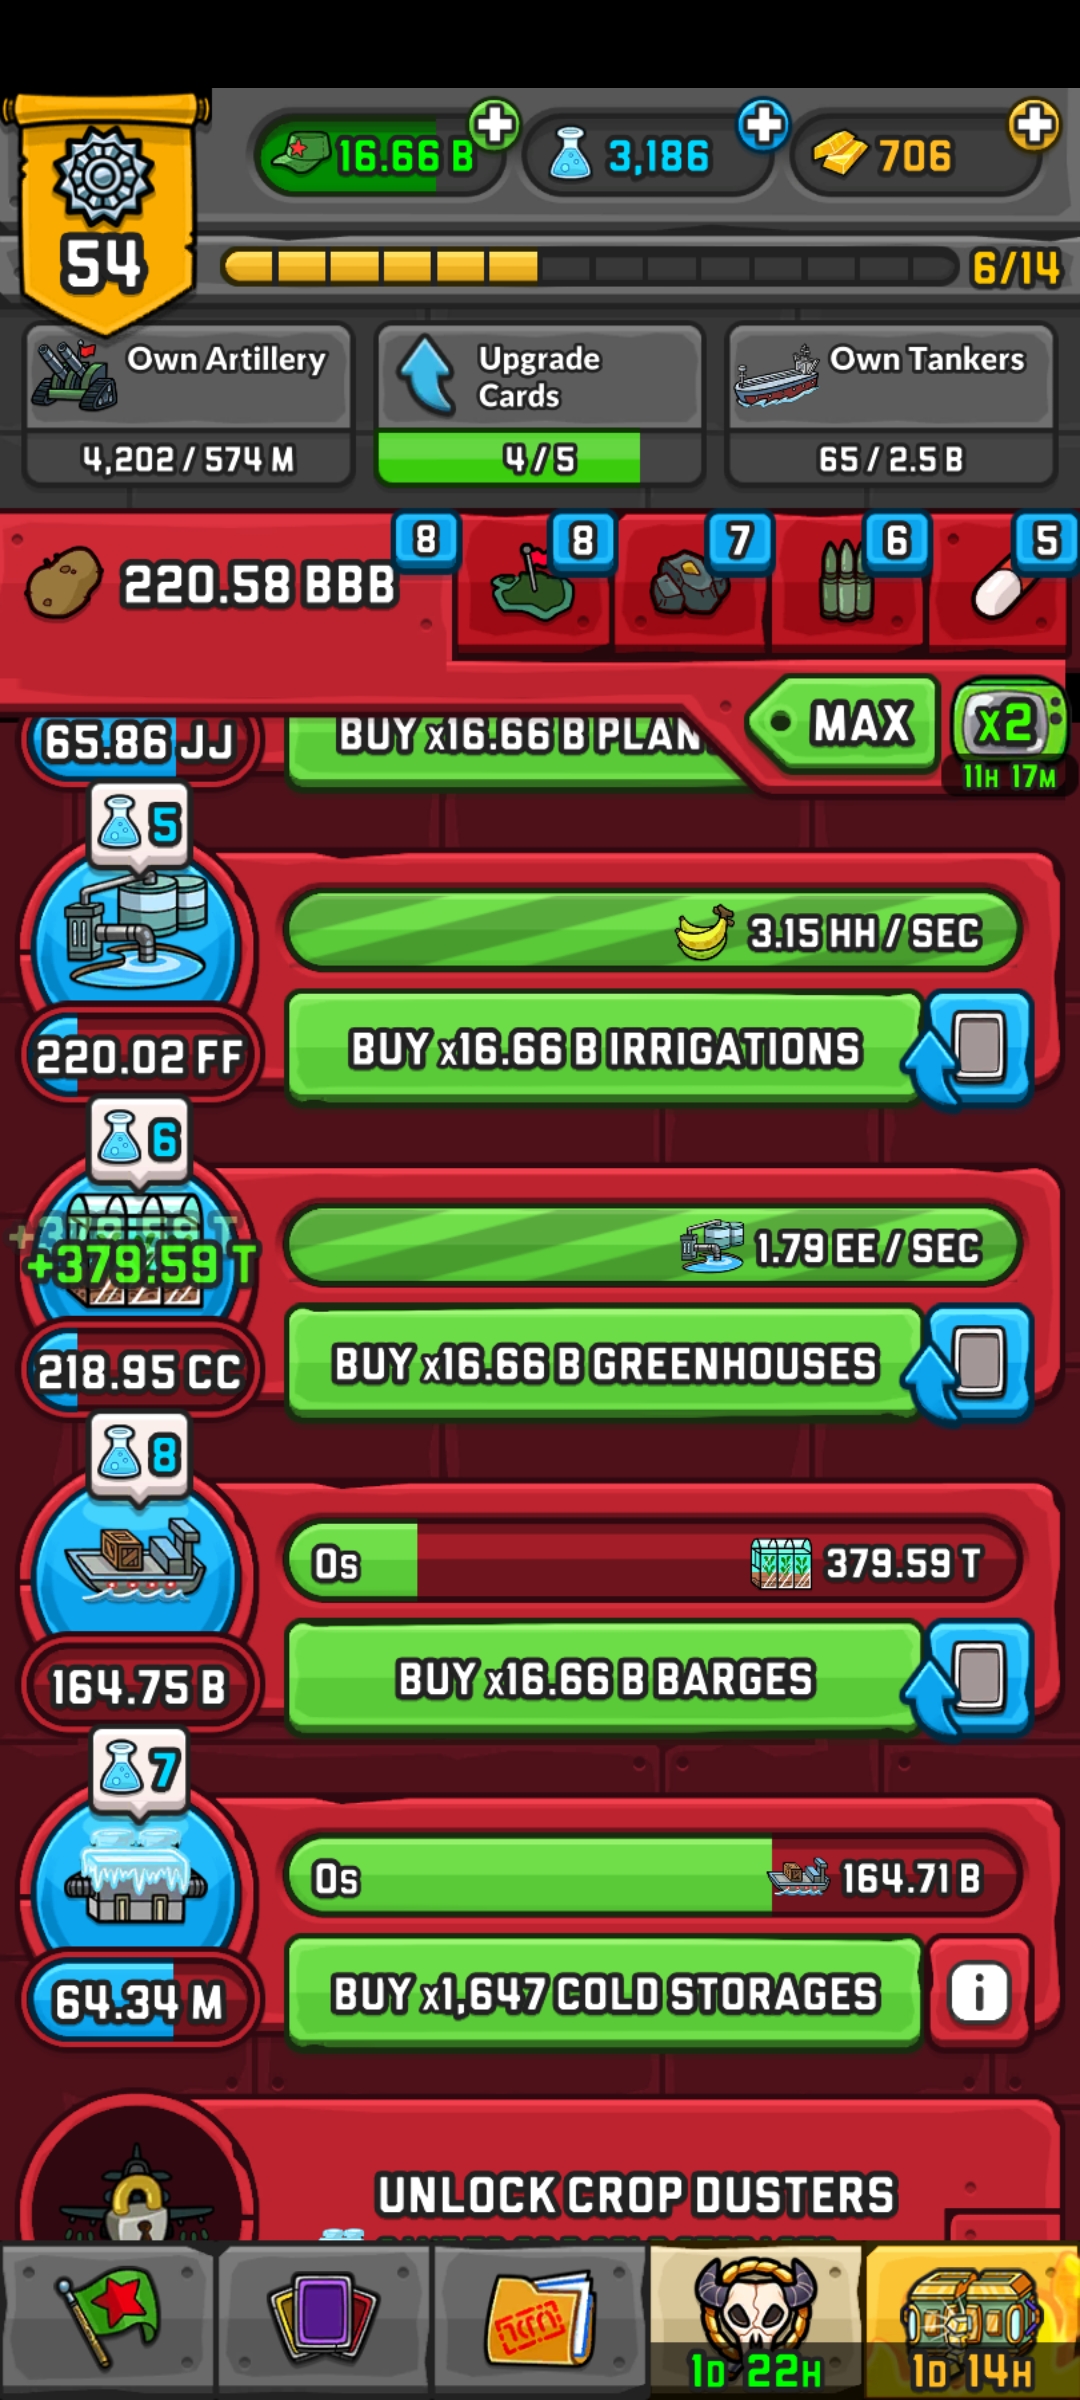 16.66 B
3,186
706
54
6/14
Own Artillery
4,202 / 574 M
Upgrade
Cards
4 / 5
Own Tankers
65 / 2.5 B
220.58 BBB
8
8
7
6
5
MAX
x2
11H 17M
65.86 JJ
BUY x16.66 B PLAN
5
3.15 HH / SEC
220.02 FF
BUY x16.66 B IRRIGATIONS
6
+379.59 T
1.79 EE / SEC
218.95 CC
BUY x16.66 B GREENHOUSES
8
0s
379.59 T
164.75 B
BUY x16.66 B BARGES
7
0s
164.71 B
64.34 M
BUY x1,647 COLD STORAGES
i
UNLOCK CROP DUSTERS
1D 22H
1D 14H